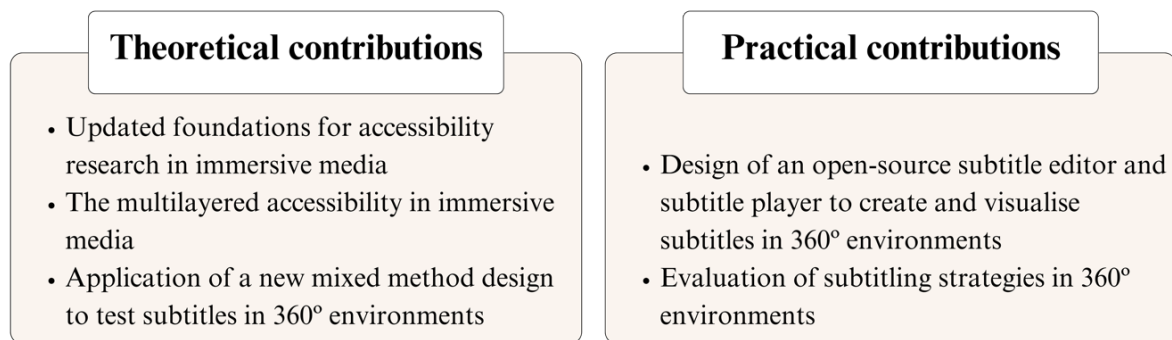 Theoretical contributions
• Updated foundations for accessibility
research in immersive media
• The multilayered accessibility in immersive
media
• Application of a new mixed method design
to test subtitles in 360º environments
Practical contributions
• Design of an open-source subtitle editor and
subtitle player to create and visualise
subtitles in 360º environments
• Evaluation of subtitling strategies in 360º
environments